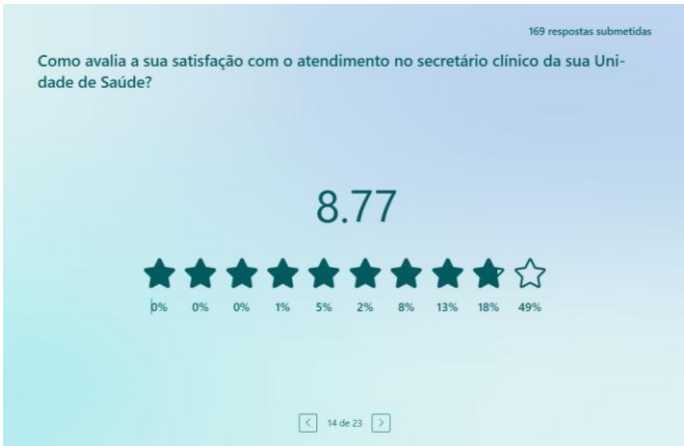 169 respostas submetidas
Como avalia a sua satisfação com o atendimento no secretário clínico da sua Uni-
dade de Saúde?
8.77
0% 0% 0% 1% 5% 2% 8% 13% 18% 49%
14 de 23